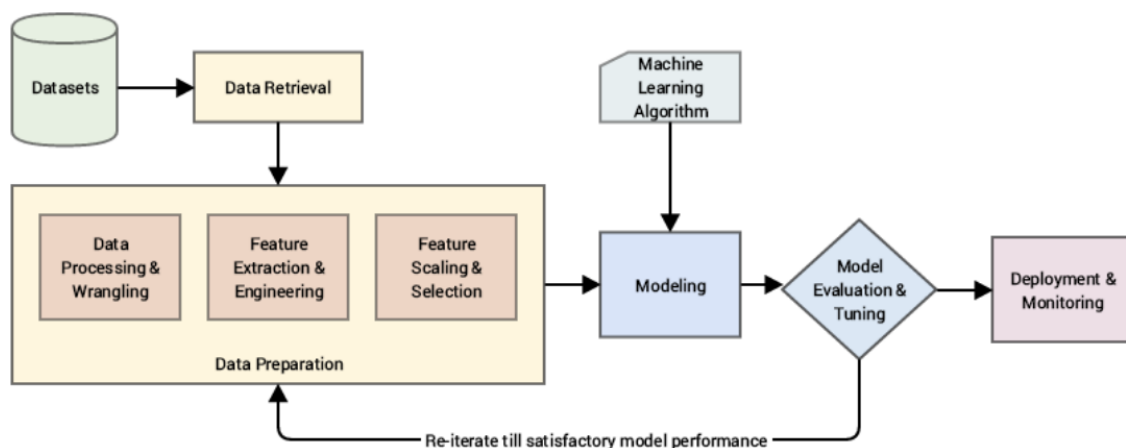 Datasets
Data Retrieval
Machine
Learning
Algorithm
Data
Processing &
Wrangling
Feature
Extraction &
Engineering
Feature
Scaling &
Selection
Data Preparation
Modeling
Model
Evaluation &
Tuning
Deployment &
Monitoring
Re-iterate till satisfactory model performance